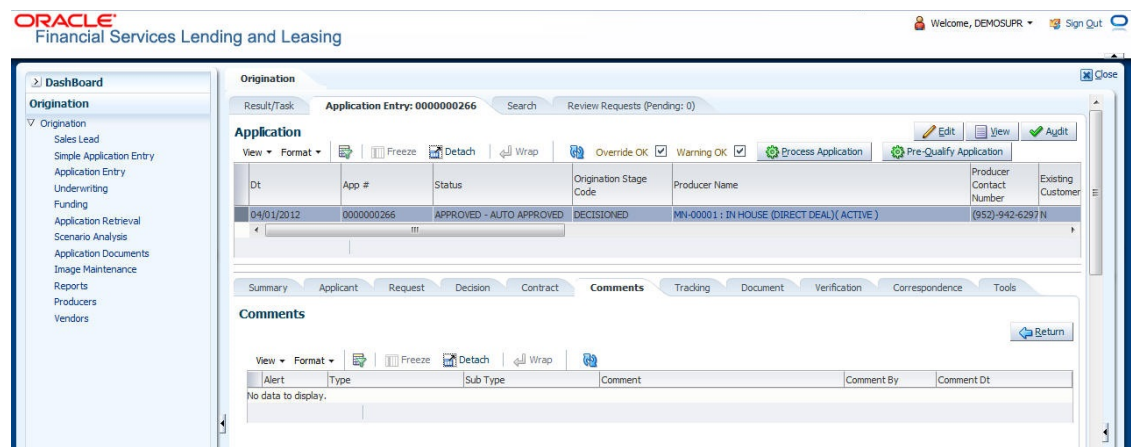 ORACLE®
Financial Services Lending and Leasing
Welcome, DEMOSUPR
Sign Out
Close
DashBoard
Origination
Origination
Sales Lead
Simple Application Entry
Application Entry
Underwriting
Funding
Application Retrieval
Scenario Analysis
Application Documents
Image Maintenance
Reports
Producers
Vendors
Origination
Result/Task Application Entry: 0000000266 Search Review Requests (Pending: 0)
Application
Edit View Audit
View Format Freeze Detach Wrap Override OK Warning OK Process Application Pre-Qualify Application
Dt App # Status Origination Stage Code Producer Name Producer Contact Number Existing Customer
04/01/2012 0000000266 APPROVED - AUTO APPROVED DECISIONED MN-00001 : IN HOUSE (DIRECT DEAL)( ACTIVE ) (952)-942-6297 N
Summary Applicant Request Decision Contract Comments Tracking Document Verification Correspondence Tools
Comments
Return
View Format Freeze Detach Wrap
Alert Type Sub Type Comment Comment By Comment Dt
No data to display.